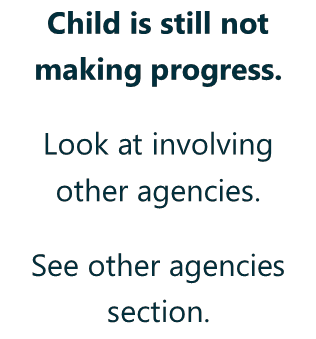 Child is still not
making progress.
Look at involving
other agencies.
See other agencies
section.